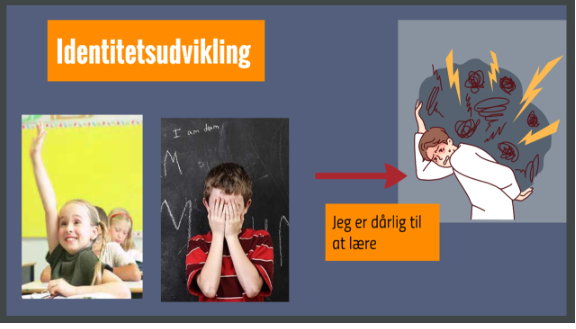 Identitetsudvikling
I am dum
M
Jeg er dårlig til
at lære